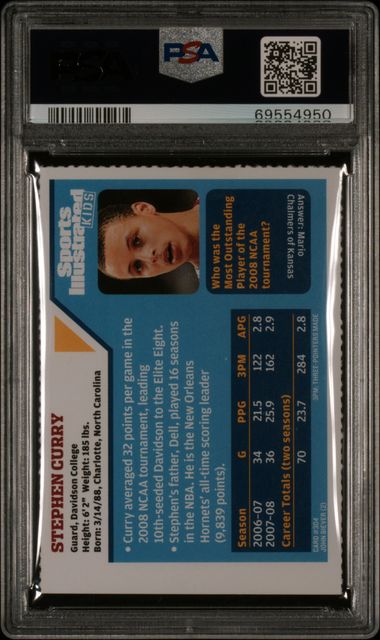 PSA
69554950
Sports
Illustrated
KIDS
STEPHEN CURRY
Guard, Davidson College
Height: 6'2" Weight: 185 lbs.
Born: 3/14/88, Charlotte, North Carolina
• Curry averaged 32 points per game in the
2008 NCAA tournament, leading
10th-seeded Davidson to the Elite Eight.
• Stephen's father, Dell, played 16 seasons
in the NBA. He is the New Orleans
Hornets' all-time scoring leader
(9,839 points).
Season G PPG 3PM APG
2006–07 34 21.5 122 2.8
2007–08 36 25.9 162 2.9
Career Totals (two seasons)
70 23.7 284 2.8
3PM: THREE-POINTERS MADE
CARD #304
JOHN BIEVER (2)
Who was the
Most Outstanding
Player of the
2008 NCAA
tournament?
Answer: Mario
Chalmers of Kansas